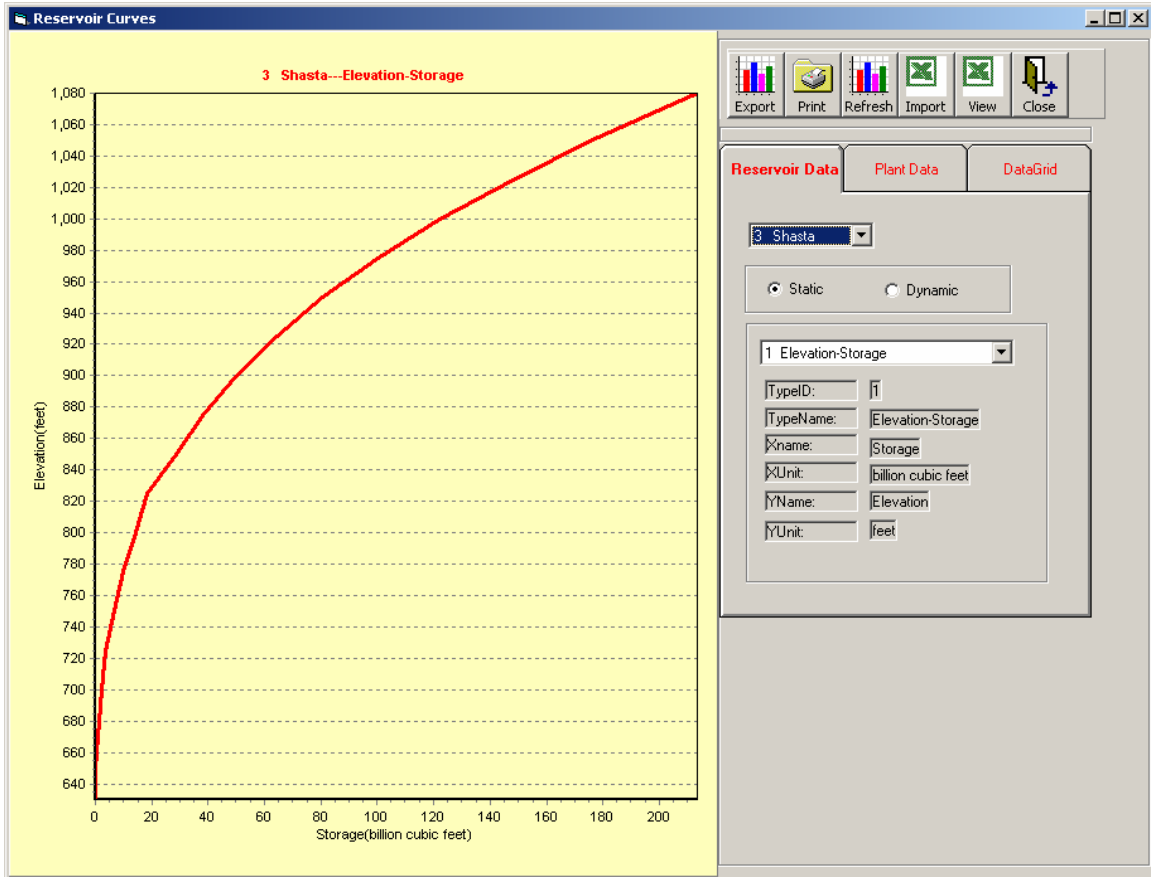 Reservoir Curves
3 Shasta---Elevation-Storage
1,080
1,060
1,040
1,020
1,000
980
960
940
920
900
880
860
840
820
800
780
760
740
720
700
680
660
640
Elevation(feet)
0 20 40 60 80 100 120 140 160 180 200
Storage(billion cubic feet)
Export Print Refresh Import View Close
Reservoir Data Plant Data DataGrid
3 Shasta
Static Dynamic
1 Elevation-Storage
TypeID: 1
TypeName: Elevation-Storage
Xname: Storage
XUnit: billion cubic feet
YName: Elevation
YUnit: feet